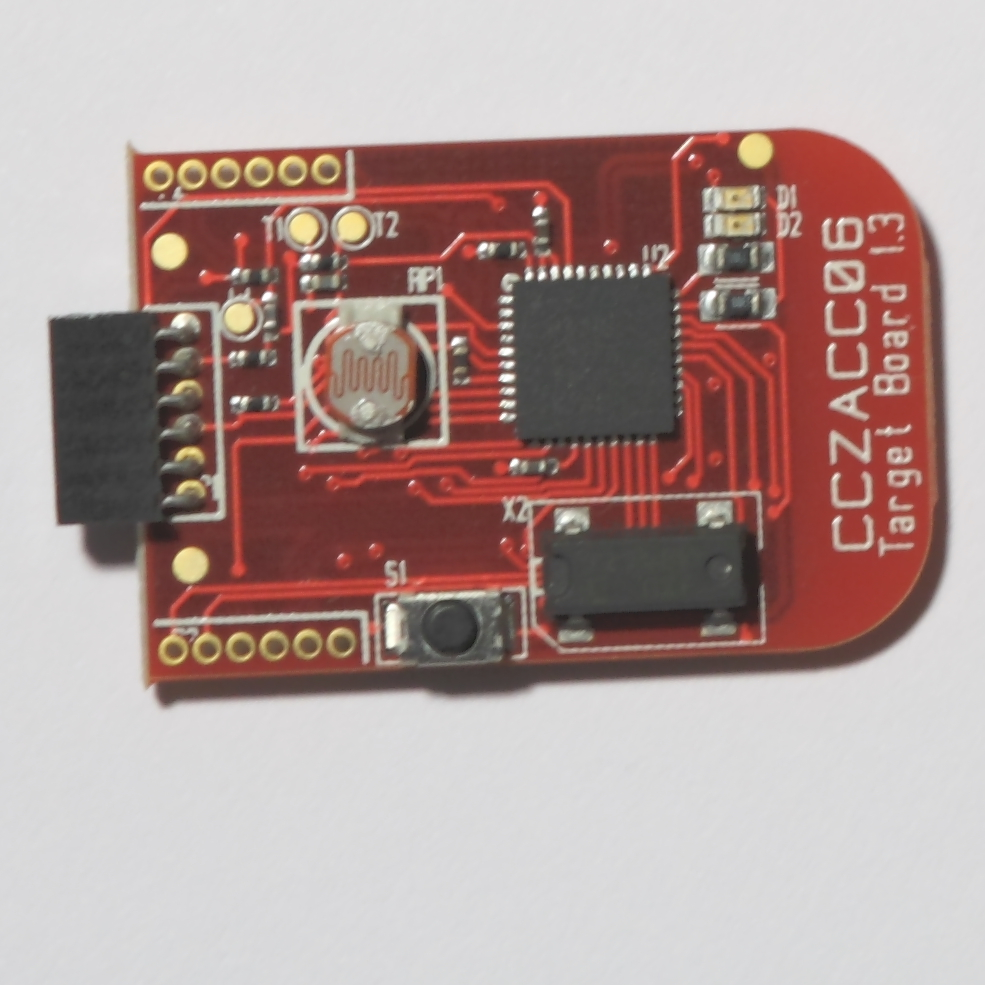 T1
T2
RP1
U2
D1
D2
X2
S1
CCZACC06
Target Board 1.3